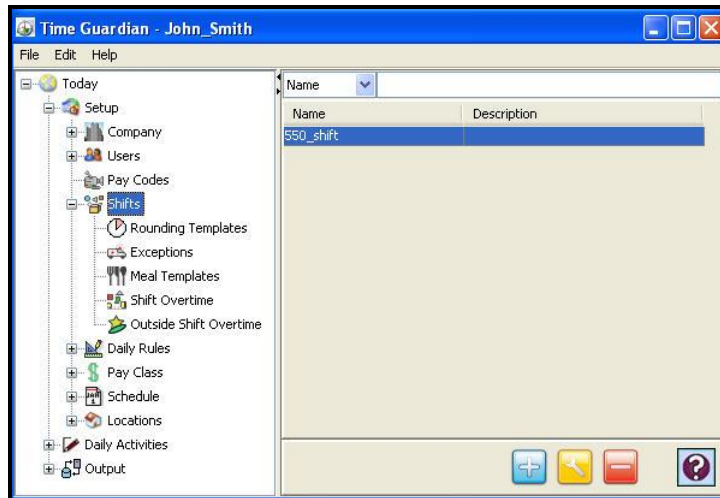 Time Guardian - John_Smith
File Edit Help
Today
Setup
Company
Users
Pay Codes
Shifts
Rounding Templates
Exceptions
Meal Templates
Shift Overtime
Outside Shift Overtime
Daily Rules
Pay Class
Schedule
Locations
Daily Activities
Output
Name
Name Description
550_shift